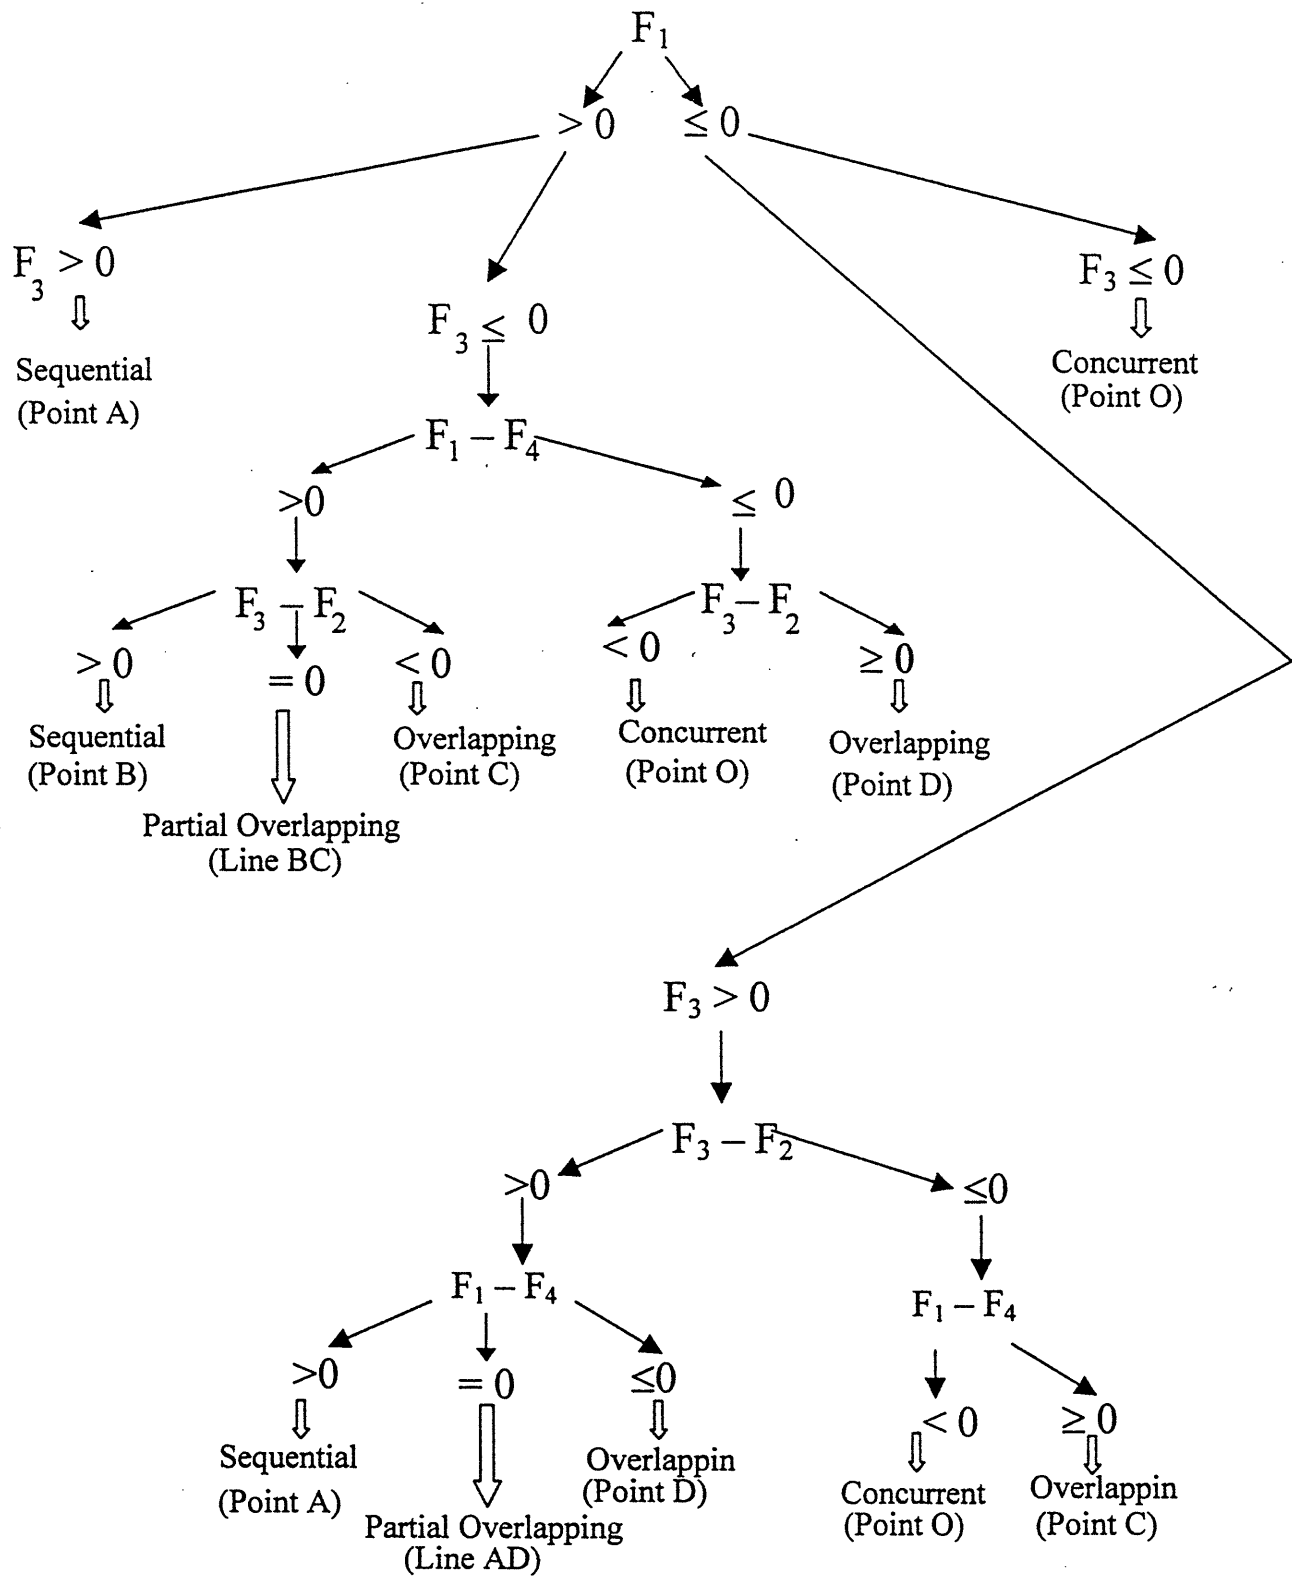 F₁
> 0 ≤ 0
F₃ > 0
Sequential
(Point A)
F₃ ≤ 0
F₃ ≤ 0
Concurrent
(Point O)
F₁ – F₄
>0
≤ 0
F₃ – F₂
F₃ – F₂
> 0
= 0
< 0
< 0
≥ 0
Sequential
(Point B)
Partial Overlapping
(Line BC)
Overlapping
(Point C)
Concurrent
(Point O)
Overlapping
(Point D)
F₃ > 0
F₃ – F₂
>0
≤0
F₁ – F₄
F₁ – F₄
>0
= 0
≤0
< 0
≥ 0
Sequential
(Point A)
Partial Overlapping
(Line AD)
Overlappin
(Point D)
Concurrent
(Point O)
Overlappin
(Point C)